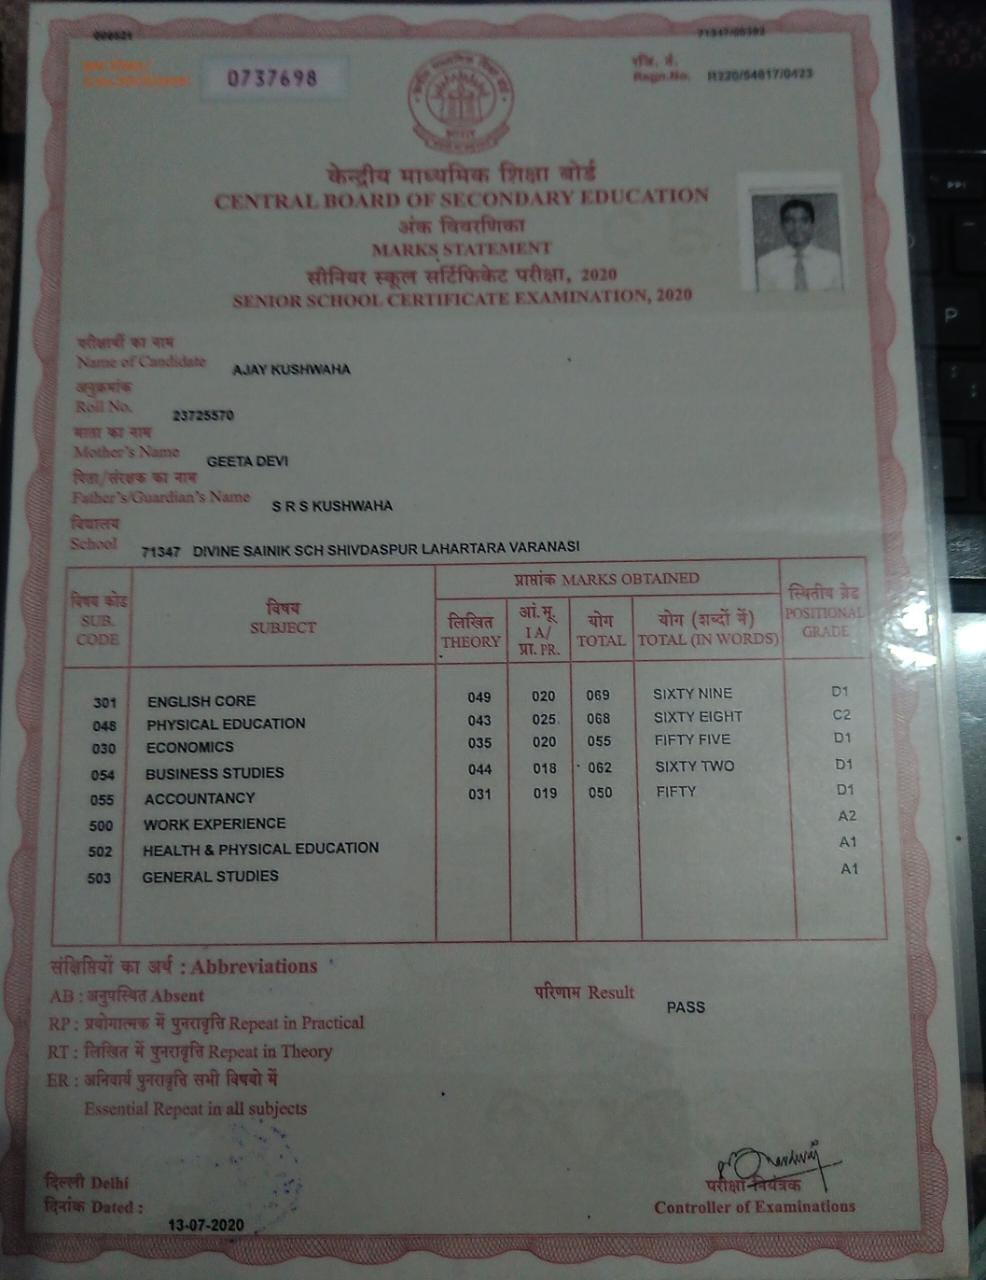 006521
71347/05393
0737698
रजि. नं.
Regn.No. R220/54817/0423
भारत
केन्द्रीय माध्यमिक शिक्षा बोर्ड
CENTRAL BOARD OF SECONDARY EDUCATION
अंक विवरणिका
MARKS STATEMENT
सीनियर स्कूल सर्टिफिकेट परीक्षा, 2020
SENIOR SCHOOL CERTIFICATE EXAMINATION, 2020
परीक्षार्थी का नाम
Name of Candidate AJAY KUSHWAHA
अनुक्रमांक
Roll No. 23725570
माता का नाम
Mother's Name GEETA DEVI
पिता/संरक्षक का नाम
Father's/Guardian's Name S R S KUSHWAHA
विद्यालय
School 71347 DIVINE SAINIK SCH SHIVDASPUR LAHARTARA VARANASI
विषय कोड SUB. CODE विषय SUBJECT प्राप्तांक MARKS OBTAINED स्थितीय ग्रेड POSITIONAL GRADE
लिखित THEORY आं.मू. I A/ प्रा. PR. योग TOTAL योग (शब्दों में) TOTAL (IN WORDS)
301 ENGLISH CORE 049 020 069 SIXTY NINE D1
048 PHYSICAL EDUCATION 043 025 068 SIXTY EIGHT C2
030 ECONOMICS 035 020 055 FIFTY FIVE D1
054 BUSINESS STUDIES 044 018 062 SIXTY TWO D1
055 ACCOUNTANCY 031 019 050 FIFTY D1
500 WORK EXPERIENCE A2
502 HEALTH & PHYSICAL EDUCATION A1
503 GENERAL STUDIES A1
संक्षिप्तियों का अर्थ : Abbreviations
AB : अनुपस्थित Absent
परिणाम Result PASS
RP : प्रयोगात्मक में पुनरावृत्ति Repeat in Practical
RT : लिखित में पुनरावृत्ति Repeat in Theory
ER : अनिवार्य पुनरावृत्ति सभी विषयो में
Essential Repeat in all subjects
दिल्ली Delhi
परीक्षा नियंत्रक
दिनांक Dated : 13-07-2020
Controller of Examinations
P